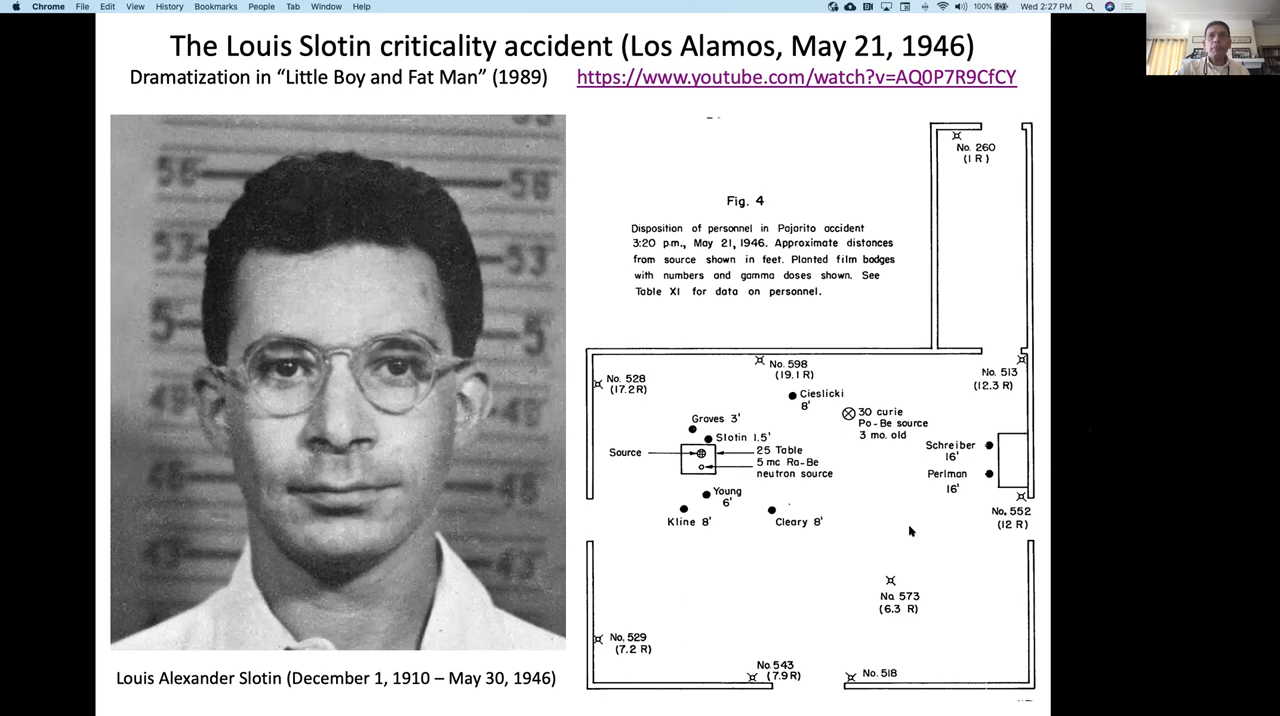 Chrome File Edit View History Bookmarks People Tab Window Help 100% Wed 2:27 PM
The Louis Slotin criticality accident (Los Alamos, May 21, 1946)
Dramatization in “Little Boy and Fat Man” (1989) https://www.youtube.com/watch?v=AQ0P7R9CfCY
56 56
53 53
5 5
Louis Alexander Slotin (December 1, 1910 – May 30, 1946)
No. 260
(1 R)
Fig. 4
Disposition of personnel in Pajarito accident
3:20 p.m., May 21, 1946. Approximate distances
from source shown in feet. Planted film badges
with numbers and gamma doses shown. See
Table XI for data on personnel.
No. 528
(17.2 R)
No. 598
(19.1 R)
No. 513
(12.3 R)
Cieslicki
8'
30 curie
Po-Be source
3 mo. old
Graves 3'
Slotin 1.5'
Source
25 Table
5 mc Ra-Be
neutron source
Schreiber
16'
Perlman
16'
Young
6'
Kline 8'
Cleary 8'
No. 552
(12 R)
No. 573
(6.3 R)
No. 529
(7.2 R)
No. 543
(7.9 R)
No. 518